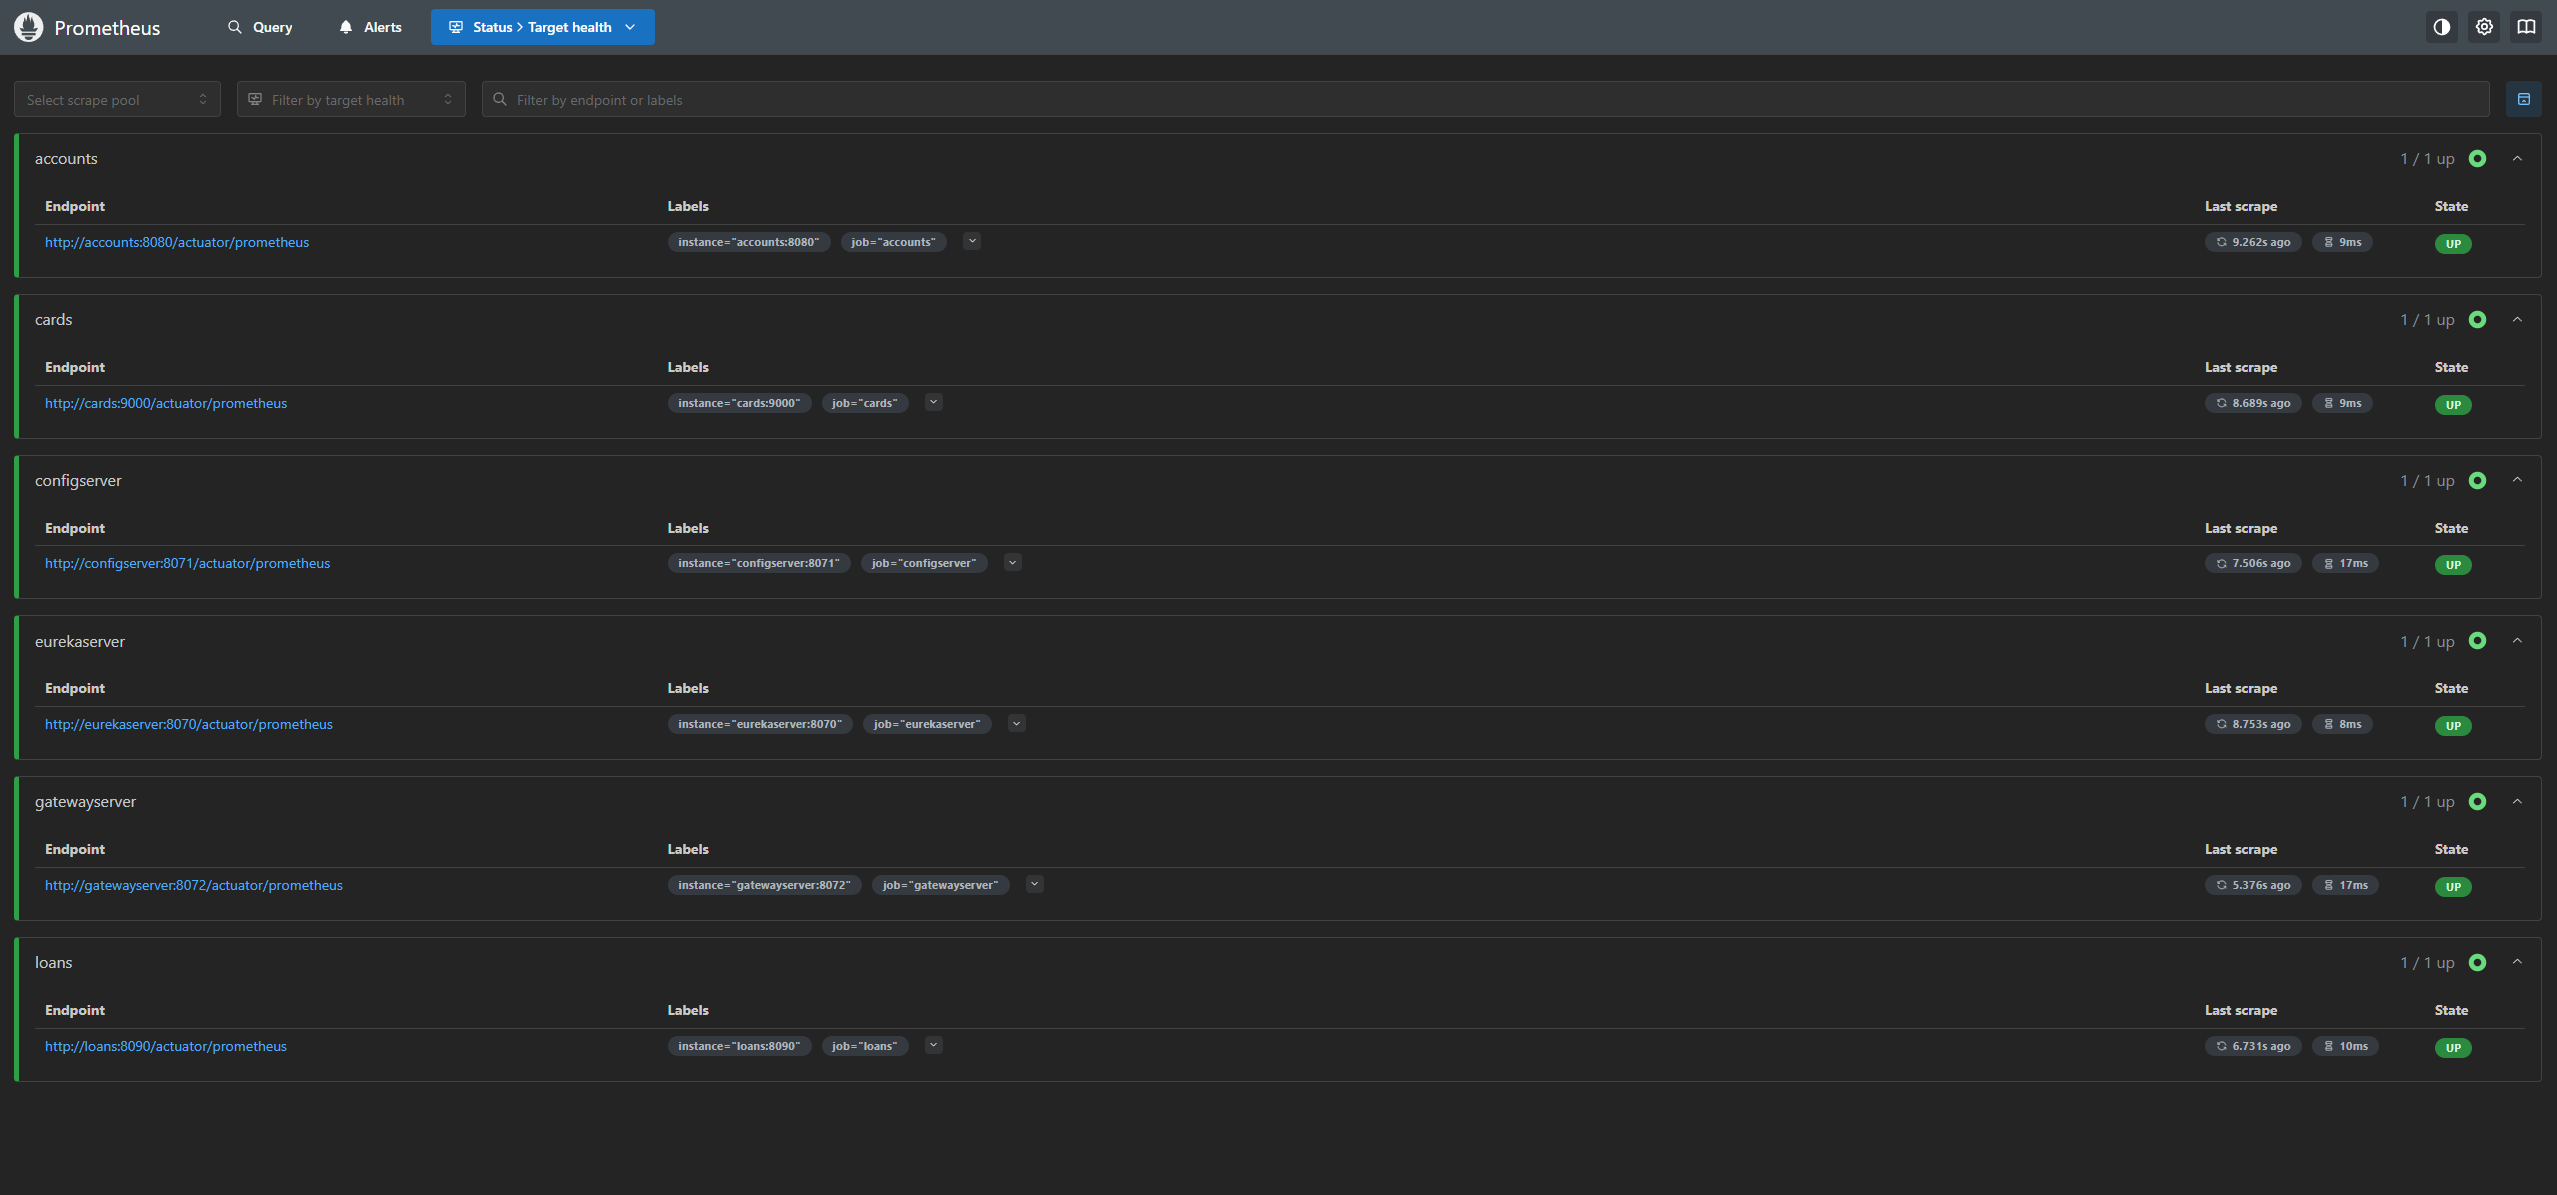 Prometheus Query Alerts Status > Target health
Select scrape pool Filter by target health Filter by endpoint or labels
accounts 1 / 1 up
Endpoint Labels Last scrape State
http://accounts:8080/actuator/prometheus instance="accounts:8080" job="accounts" 9.262s ago 9ms UP
cards 1 / 1 up
Endpoint Labels Last scrape State
http://cards:9000/actuator/prometheus instance="cards:9000" job="cards" 8.689s ago 9ms UP
configserver 1 / 1 up
Endpoint Labels Last scrape State
http://configserver:8071/actuator/prometheus instance="configserver:8071" job="configserver" 7.506s ago 17ms UP
eurekaserver 1 / 1 up
Endpoint Labels Last scrape State
http://eurekaserver:8070/actuator/prometheus instance="eurekaserver:8070" job="eurekaserver" 8.753s ago 8ms UP
gatewayserver 1 / 1 up
Endpoint Labels Last scrape State
http://gatewayserver:8072/actuator/prometheus instance="gatewayserver:8072" job="gatewayserver" 5.376s ago 17ms UP
loans 1 / 1 up
Endpoint Labels Last scrape State
http://loans:8090/actuator/prometheus instance="loans:8090" job="loans" 6.731s ago 10ms UP